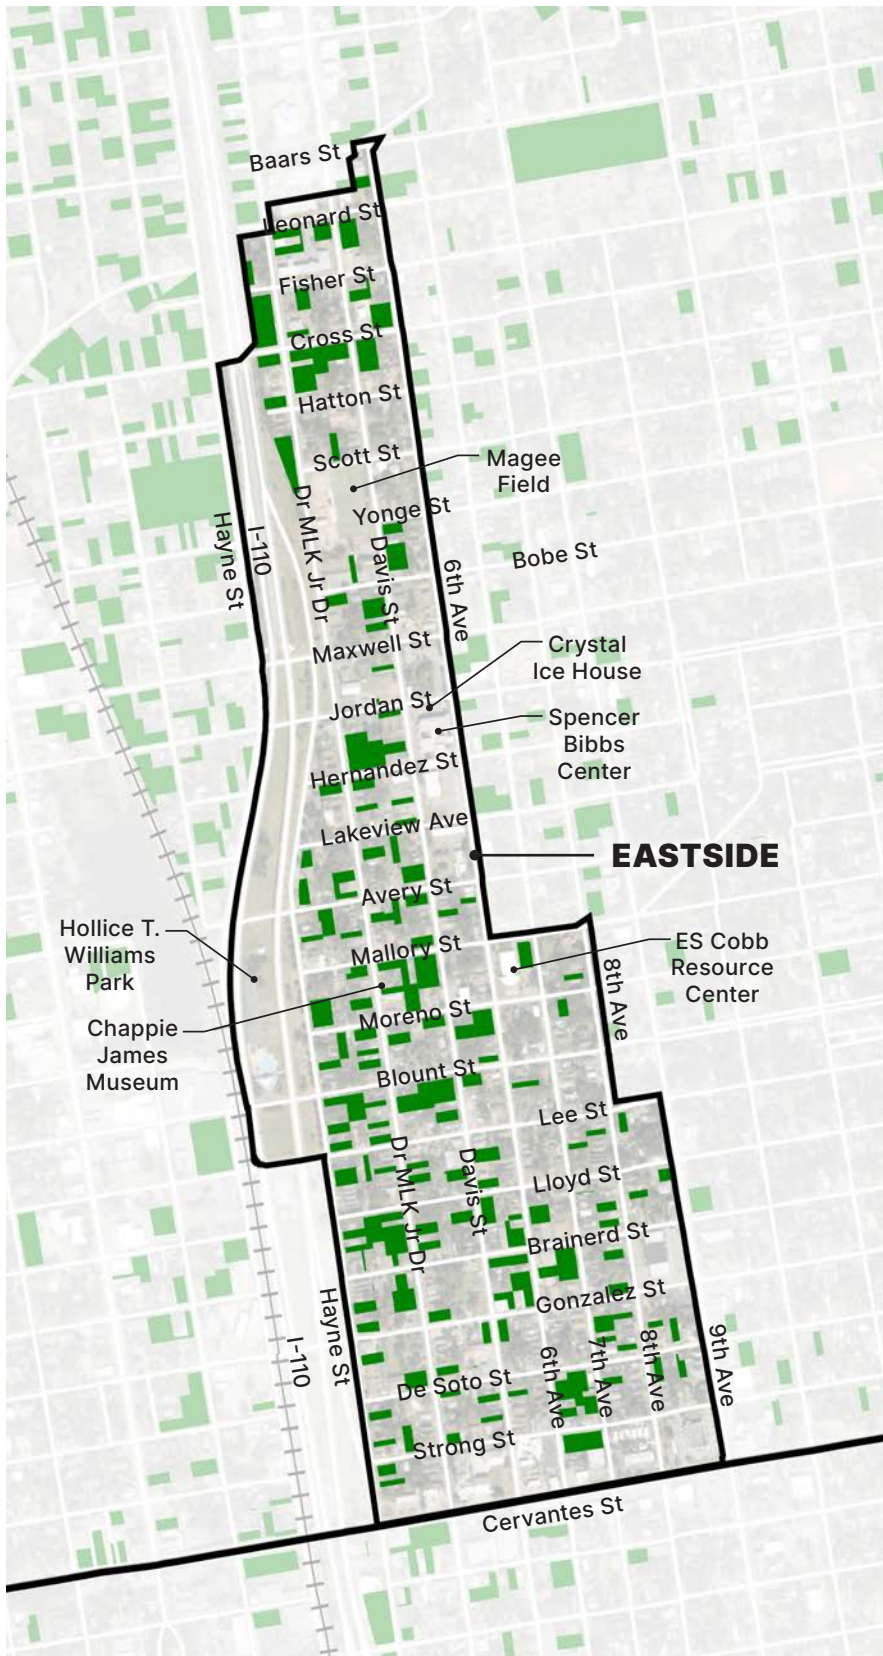 Baars St
Leonard St
Fisher St
Cross St
Hatton St
Scott St
Magee
Field
Dr MLK Jr Dr
Yonge St
Hayne St
I-110
Davis St
Bobe St
6th Ave
Maxwell St
Crystal
Ice House
Jordan St
Spencer
Bibbs
Center
Hernandez St
Lakeview Ave
EASTSIDE
Avery St
Hollice T.
Williams
Park
Mallory St
ES Cobb
Resource
Center
8th Ave
Chappie
James
Museum
Moreno St
Blount St
Lee St
Dr MLK Jr Dr
Davis St
Lloyd St
Brainerd St
Gonzalez St
Hayne St
I-110
6th Ave
7th Ave
8th Ave
9th Ave
De Soto St
Strong St
Cervantes St